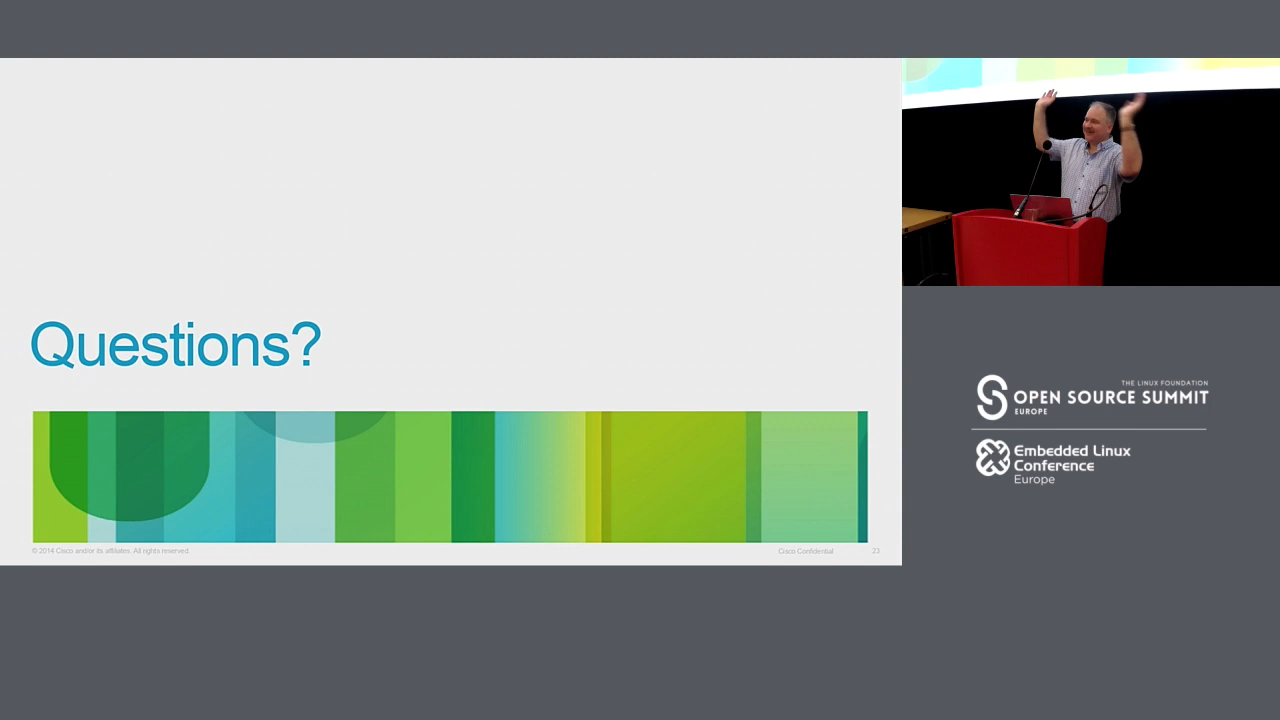 Questions?
© 2014 Cisco and/or its affiliates. All rights reserved.
Cisco Confidential
23
THE LINUX FOUNDATION
OPEN SOURCE SUMMIT
EUROPE
Embedded Linux
Conference
Europe